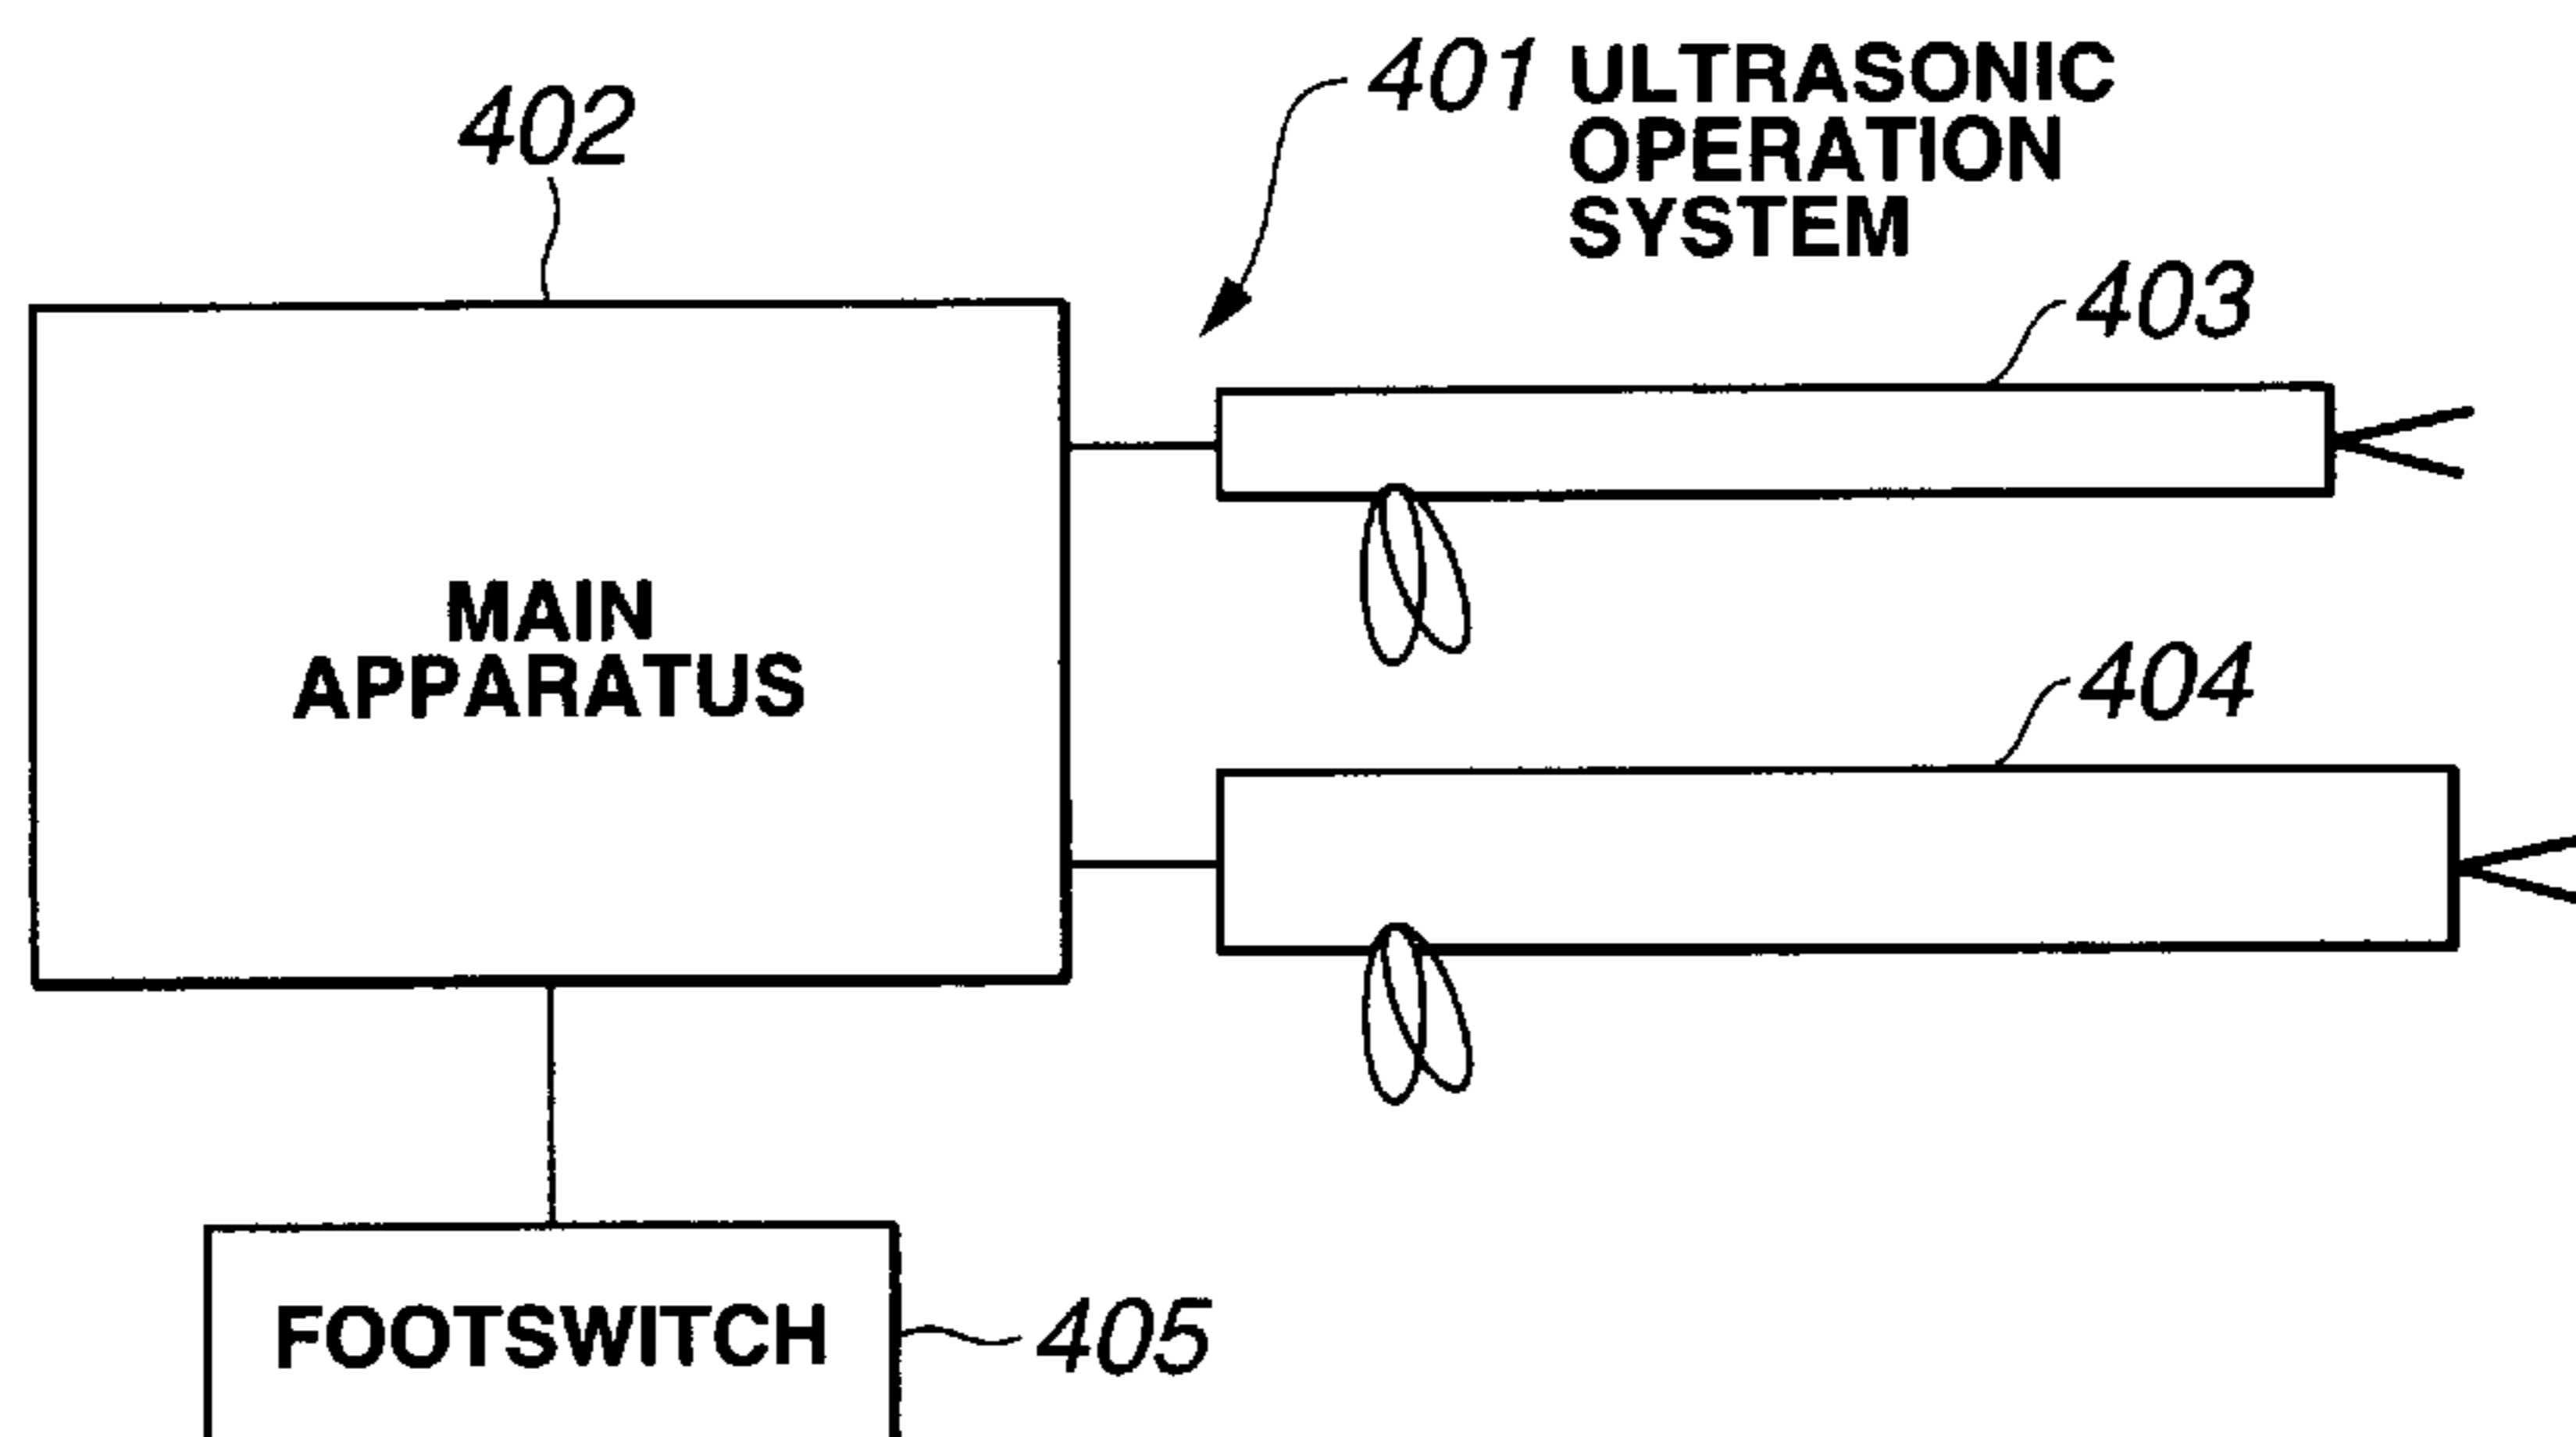 402
401 ULTRASONIC
OPERATION
SYSTEM
403
MAIN
APPARATUS
404
FOOTSWITCH
405